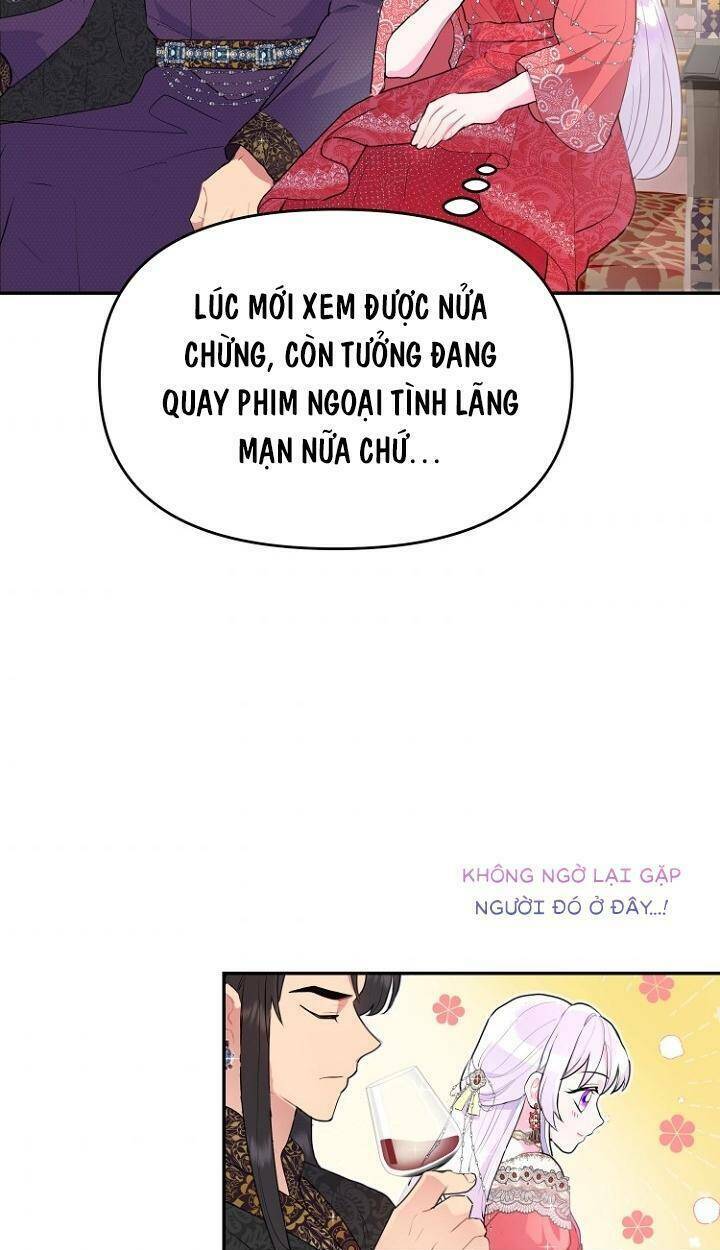 LÚC MỚI XEM ĐƯỢC NỬA
CHỪNG, CÒN TƯỞNG ĐANG
QUAY PHIM NGOẠI TÌNH LÃNG
MẠN NỮA CHỨ...
KHÔNG NGỜ LẠI GẶP
NGƯỜI ĐÓ Ở ĐÂY...!